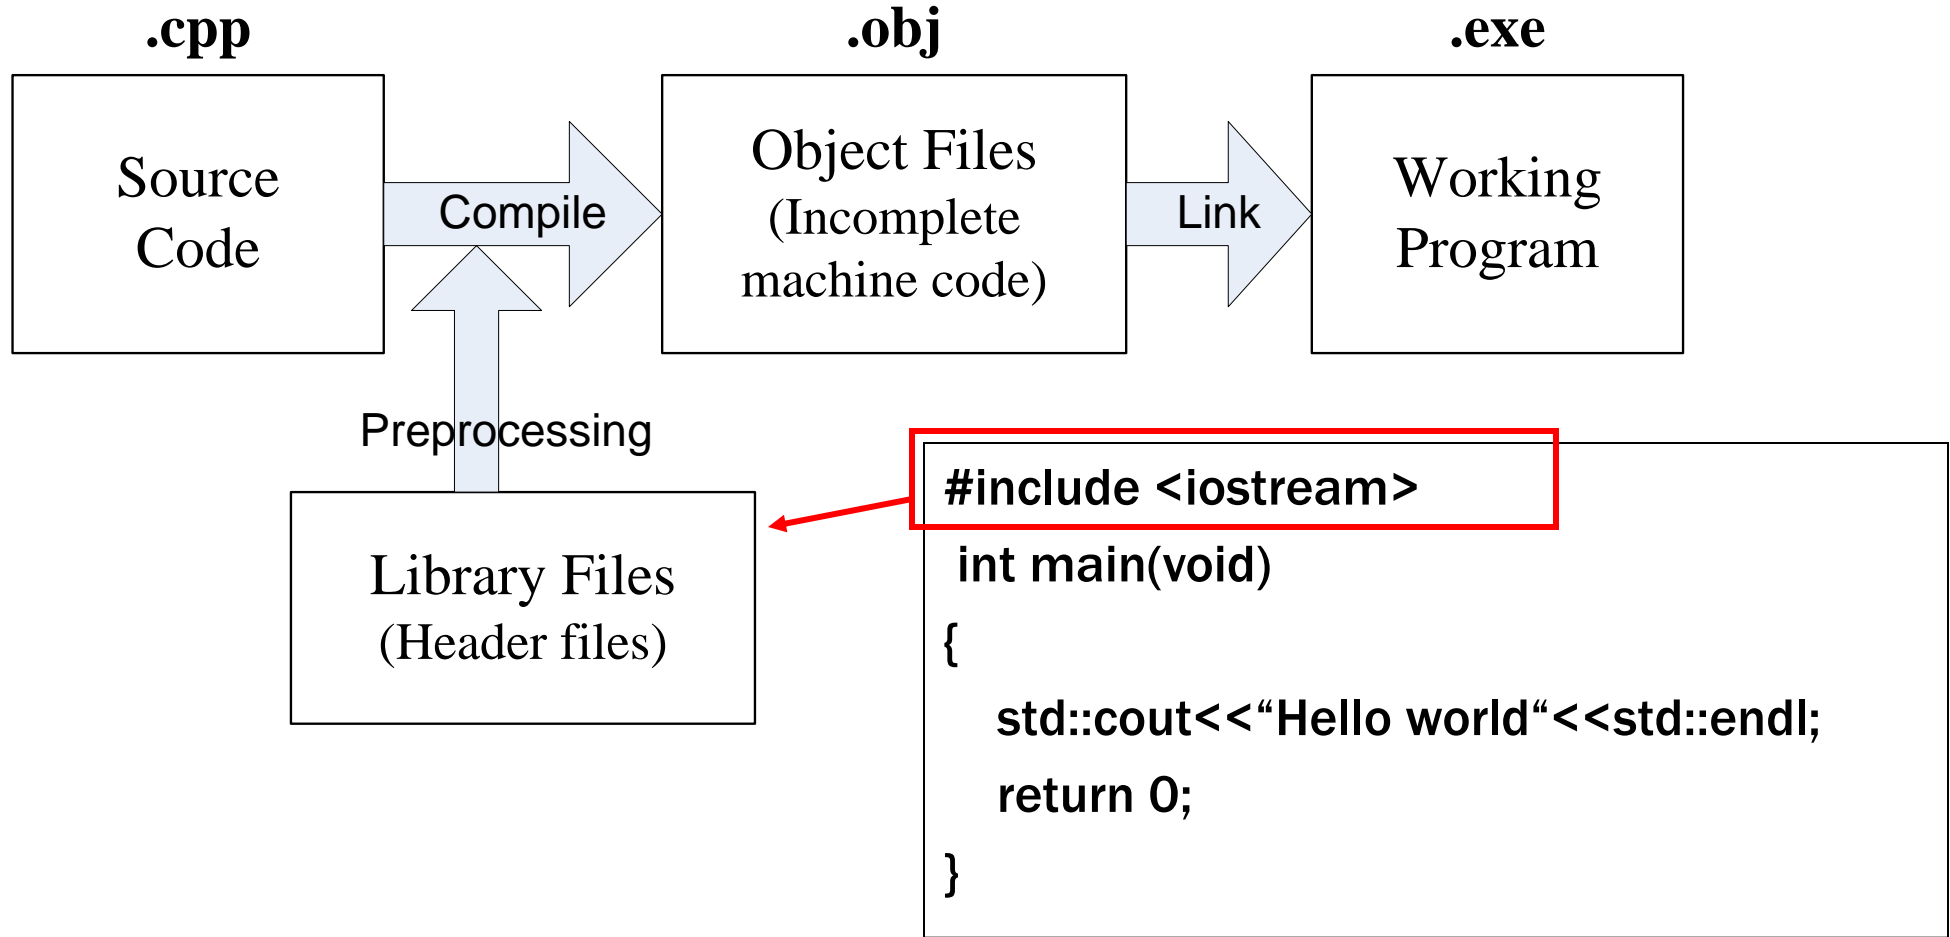 .cpp
.obj
.exe
Source
Code
Compile
Object Files
(Incomplete
machine code)
Link
Working
Program
Preprocessing
Library Files
(Header files)
#include <iostream>
int main(void)
{
std::cout<<“Hello world“<<std::endl;
return 0;
}